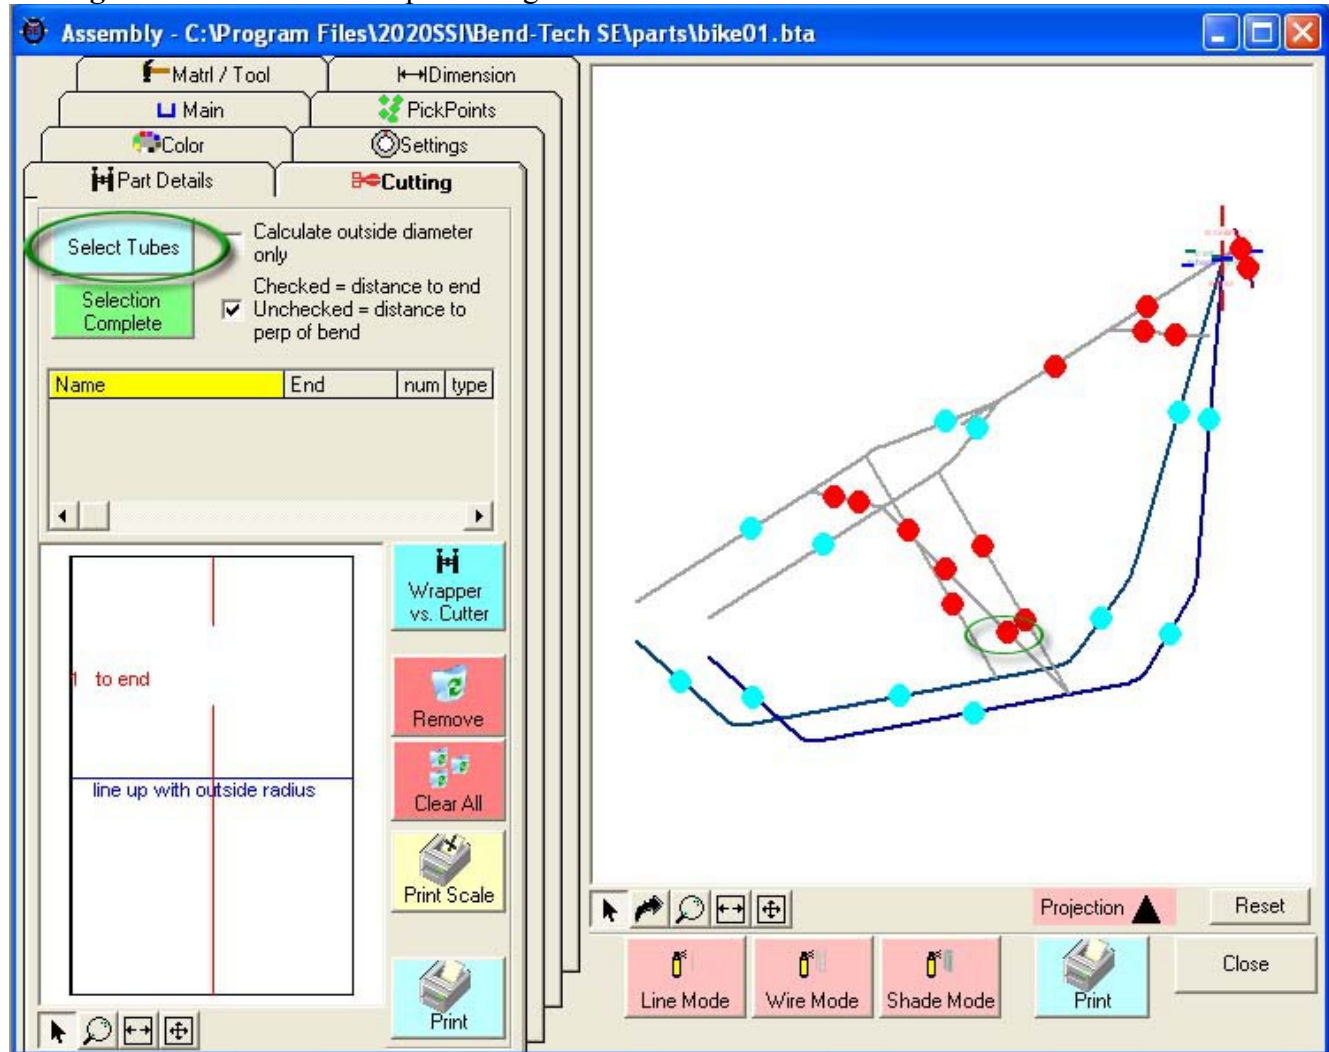 Assembly - C:\Program Files\2020SSI\Bend-Tech SE\parts\bike01.bta
Matrl / Tool
Dimension
Main
PickPoints
Color
Settings
Part Details
Cutting
Select Tubes
Calculate outside diameter
only
Selection
Complete
Checked = distance to end
Unchecked = distance to
perp of bend
Name End num type
Wrapper
vs. Cutter
1 to end
Remove
line up with outside radius
Clear All
Print Scale
Print
Projection
Reset
Line Mode
Wire Mode
Shade Mode
Print
Close